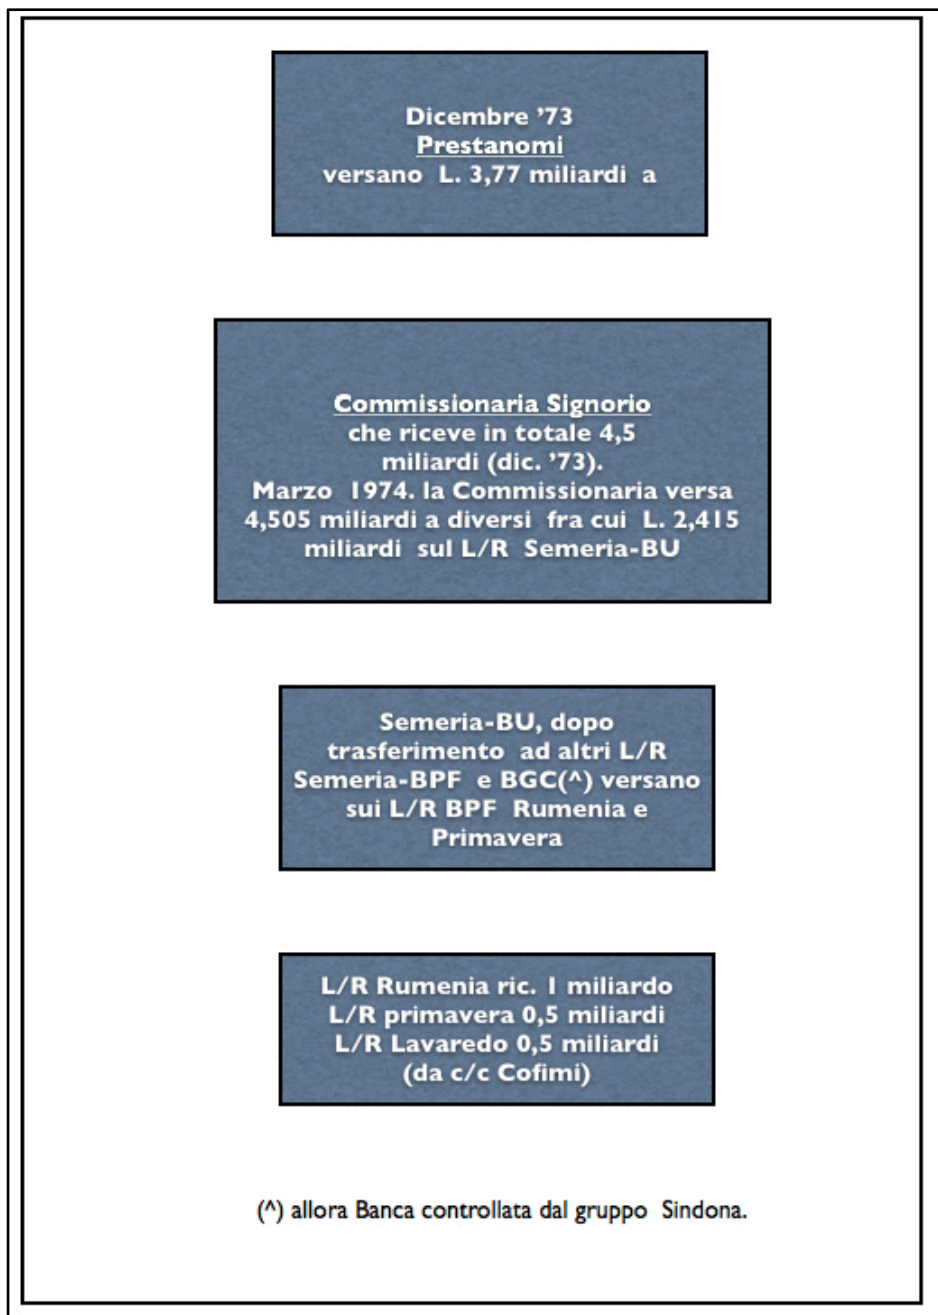 Dicembre ’73
Prestanomi
versano L. 3,77 miliardi a
Commissionaria Signorio
che riceve in totale 4,5
miliardi (dic. ’73).
Marzo 1974. la Commissionaria versa
4,505 miliardi a diversi fra cui L. 2,415
miliardi sul L/R Semeria-BU
Semeria-BU, dopo
trasferimento ad altri L/R
Semeria-BPF e BGC(^) versano
sui L/R BPF Rumenia e
Primavera
L/R Rumenia ric. 1 miliardo
L/R primavera 0,5 miliardi
L/R Lavaredo 0,5 miliardi
(da c/c Cofimi)
(^) allora Banca controllata dal gruppo Sindona.